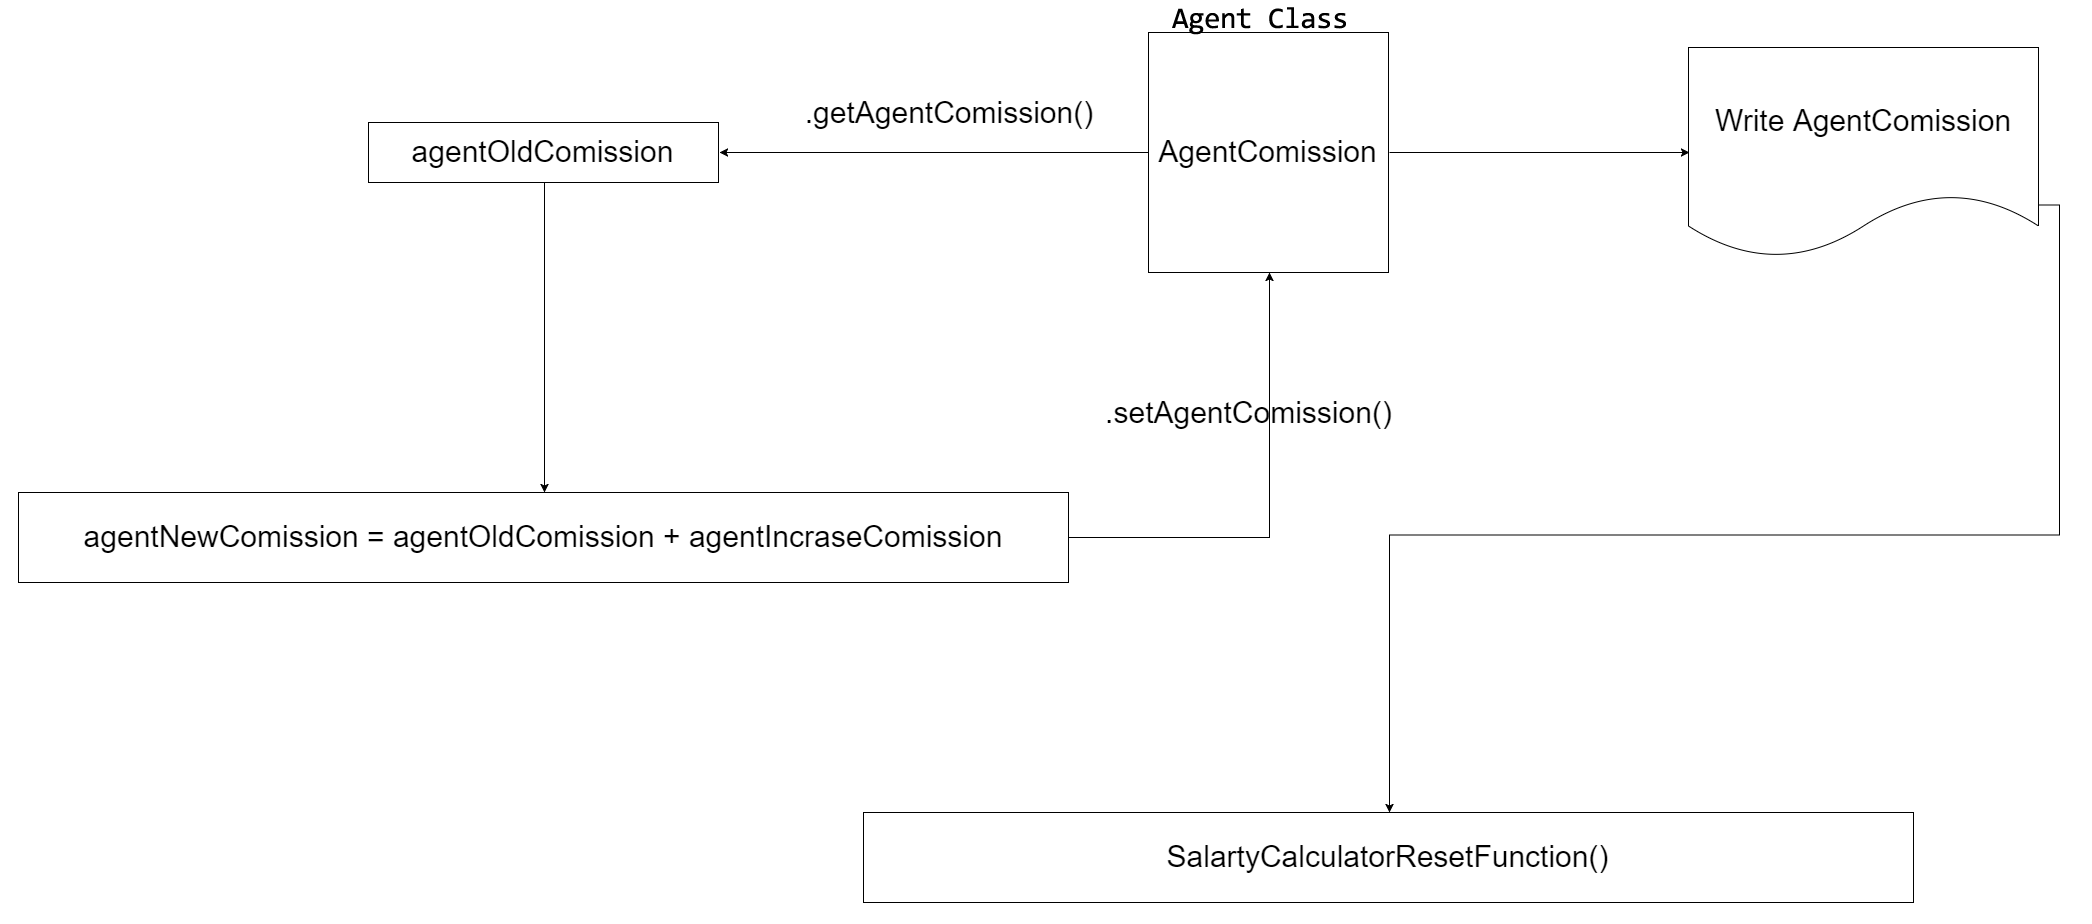 Agent Class
.getAgentComission()
agentOldComission
AgentComission
Write AgentComission
.setAgentComission()
agentNewComission = agentOldComission + agentIncraseComission
SalartyCalculatorResetFunction()